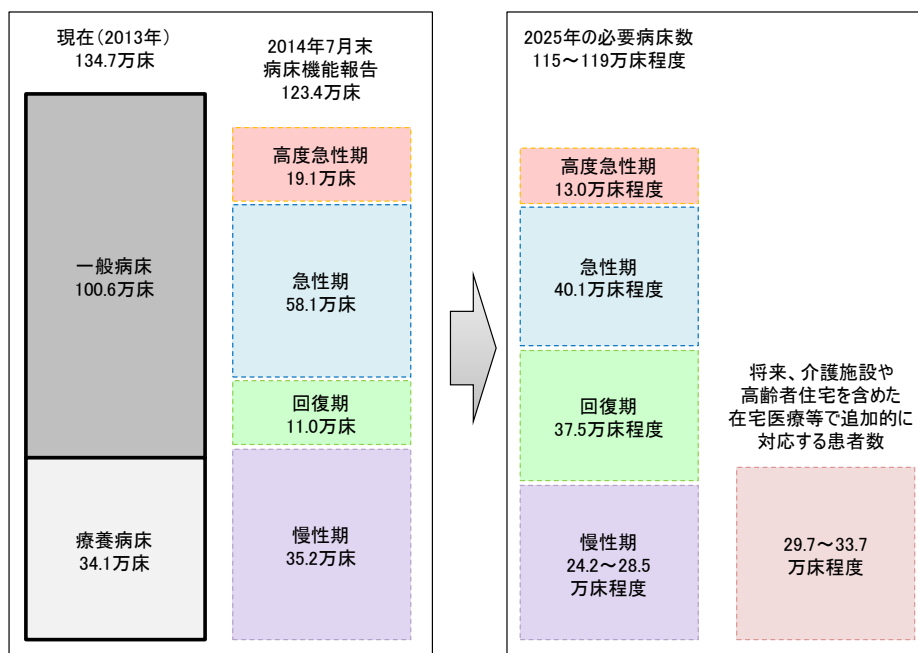 現在(2013年)
134.7万床
2014年7月末
病床機能報告
123.4万床
一般病床
100.6万床
療養病床
34.1万床
高度急性期
19.1万床
急性期
58.1万床
回復期
11.0万床
慢性期
35.2万床
2025年の必要病床数
115～119万床程度
高度急性期
13.0万床程度
急性期
40.1万床程度
回復期
37.5万床程度
慢性期
24.2～28.5
万床程度
将来、介護施設や
高齢者住宅を含めた
在宅医療等で追加的に
対応する患者数
29.7～33.7
万床程度